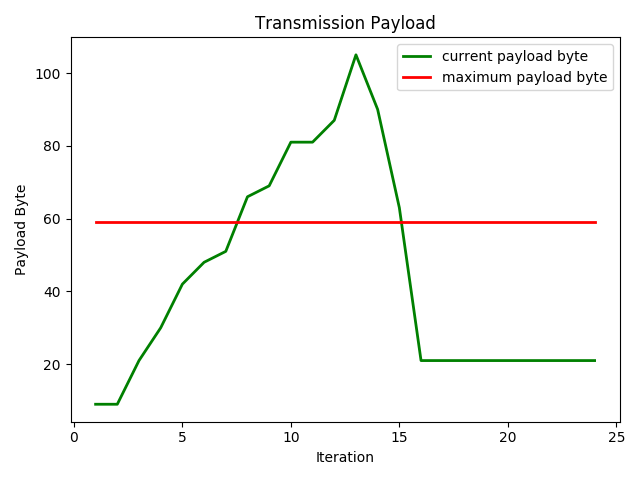 Transmission Payload
current payload byte
maximum payload byte
Payload Byte
100
80
60
40
20
0
5
10
15
20
25
Iteration